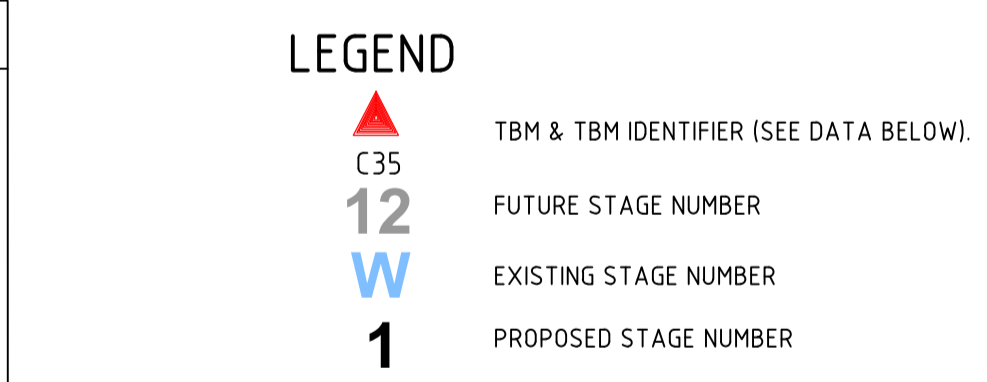 LEGEND
TBM & TBM IDENTIFIER (SEE DATA BELOW).
C35
12 FUTURE STAGE NUMBER
W EXISTING STAGE NUMBER
1 PROPOSED STAGE NUMBER